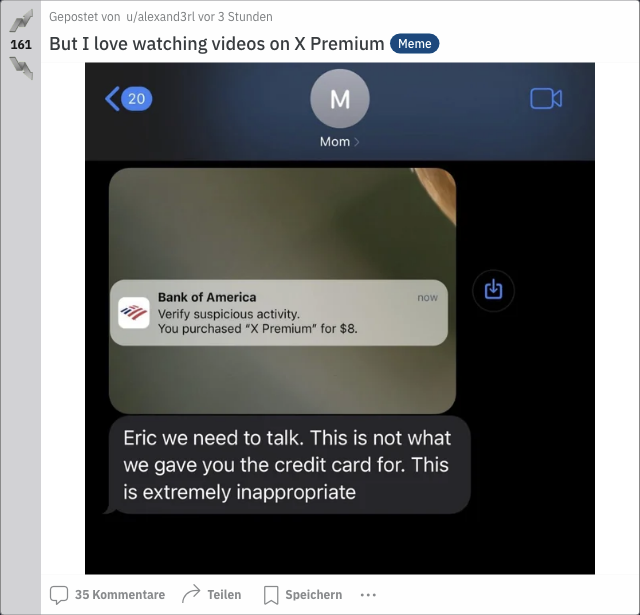 Gepostet von u/alexand3rl vor 3 Stunden
161
But I love watching videos on X Premium Meme
20
M
Mom
Bank of America now
Verify suspicious activity.
You purchased “X Premium” for $8.
Eric we need to talk. This is not what
we gave you the credit card for. This
is extremely inappropriate
35 Kommentare Teilen Speichern